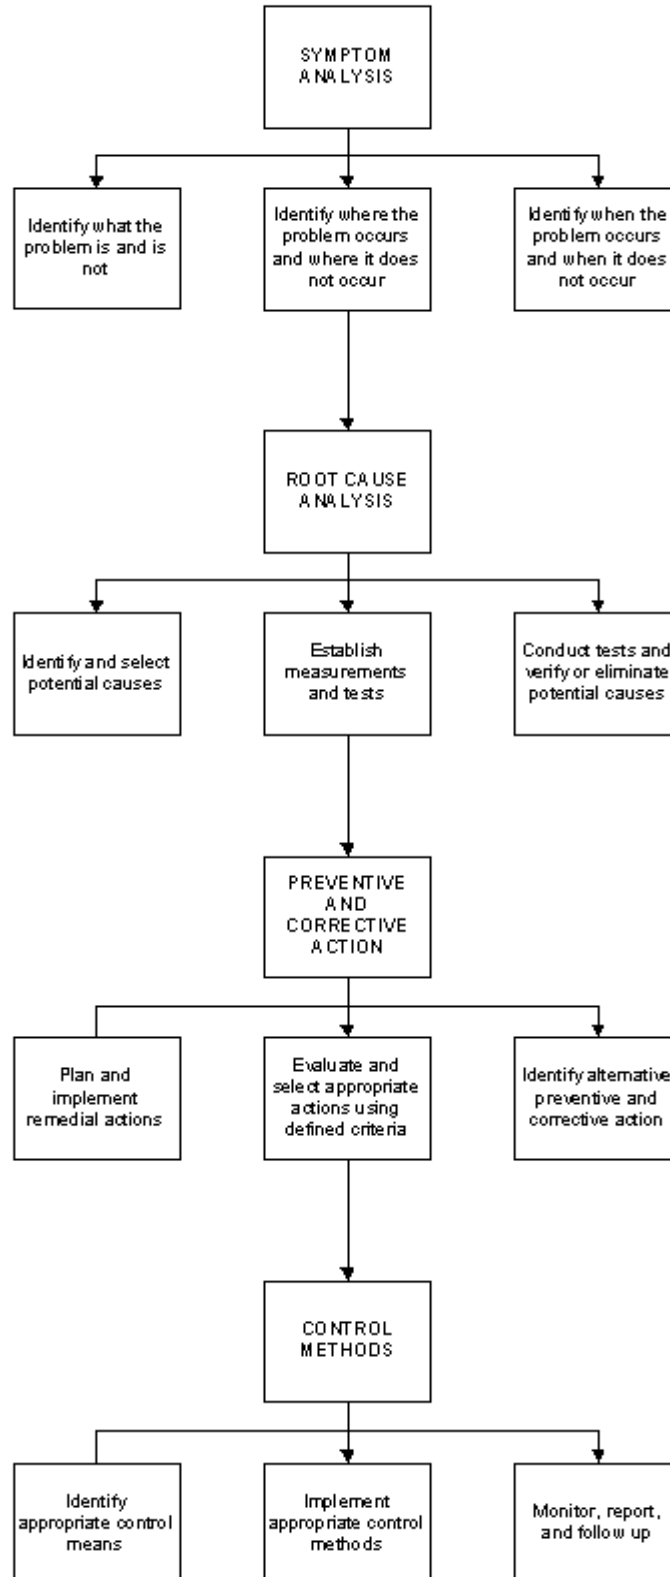 SYMPTOM
ANALYSIS
Identify what the
problem is and is
not
Identify where the
problem occurs
and where it does
not occur
Identify when the
problem occurs
and when it does
not occur
ROOT CAUSE
ANALYSIS
Identify and select
potential causes
Establish
measurements
and tests
Conduct tests and
verify or eliminate
potential causes
PREVENTIVE
AND
CORRECTIVE
ACTION
Plan and
implement
remedial actions
Evaluate and
select appropriate
actions using
defined criteria
Identify alternative
preventive and
corrective action
CONTROL
METHODS
Identify
appropriate control
means
Implement
appropriate control
methods
Monitor, report,
and follow up